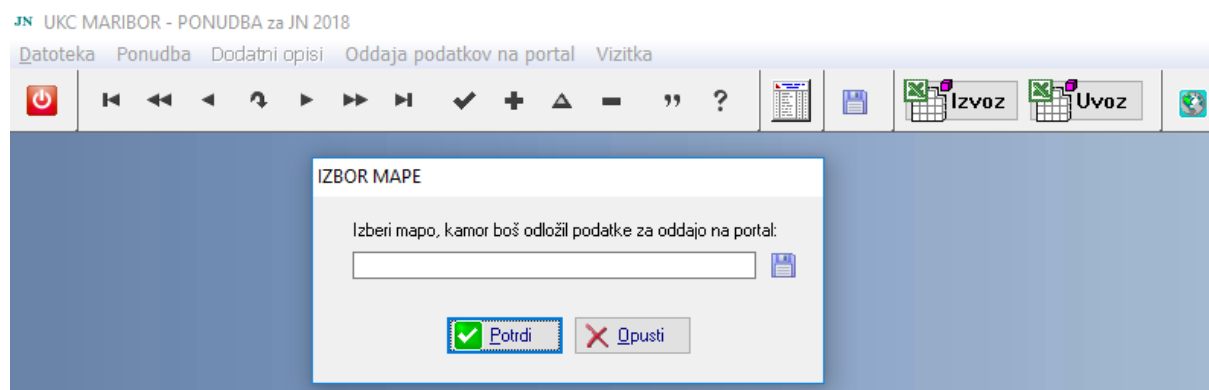 JN UKC MARIBOR - PONUDBA za JN 2018
Datoteka Ponudba Dodatni opisi Oddaja podatkov na portal Vizitka
Izvoz Uvoz
IZBOR MAPE
Izberi mapo, kamor boš odložil podatke za oddajo na portal:
Potrdi Opusti